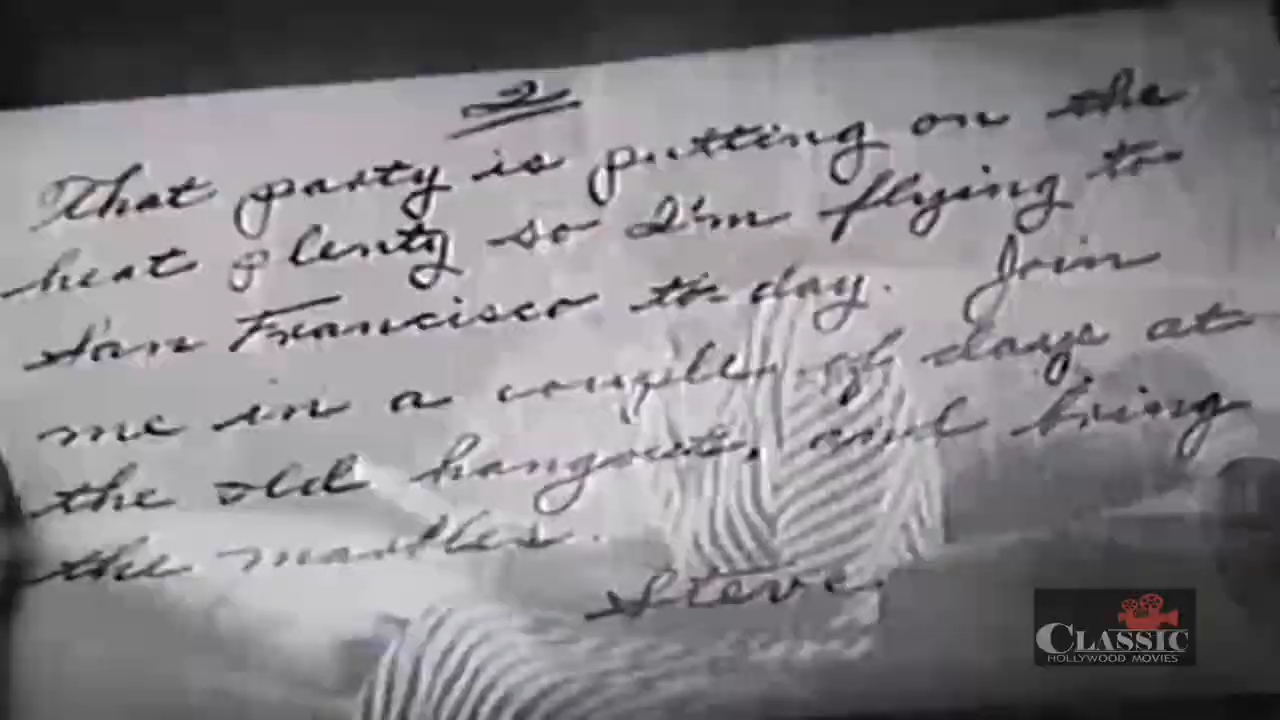 2
That party is putting on the
heat plenty so I'm flying to
San Francisco to-day. Join
me in a couple of days at
the old hangout, and bring
the marbles.
Steve.
CLASSIC
HOLLYWOOD MOVIES